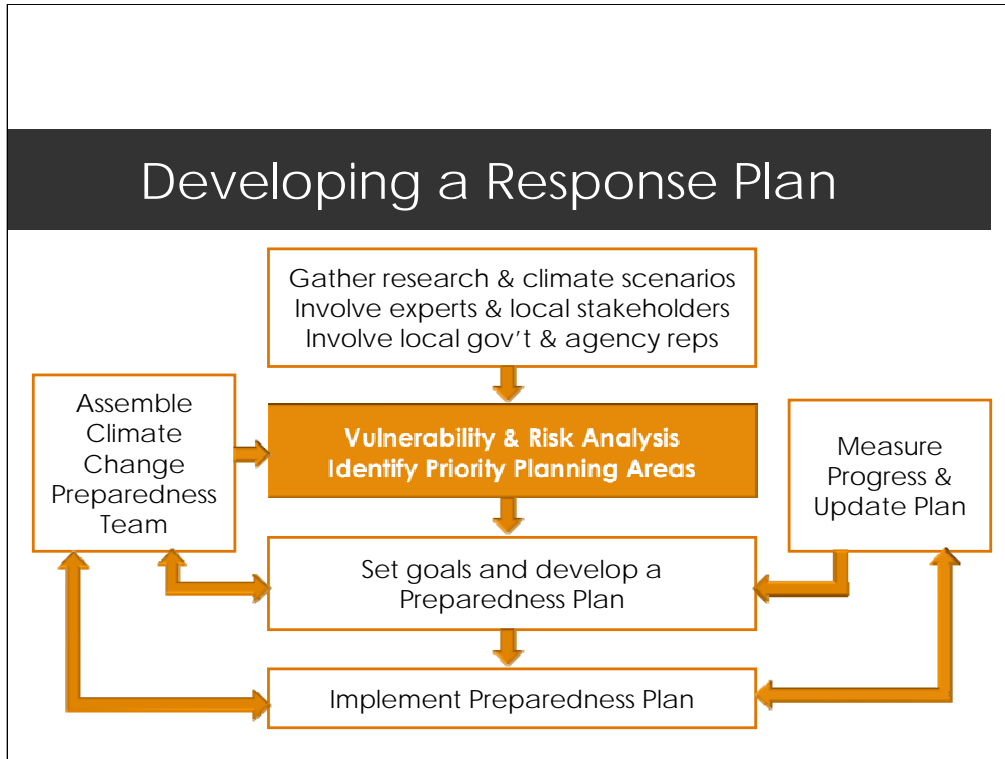 Developing a Response Plan
Gather research & climate scenarios
Involve experts & local stakeholders
Involve local gov’t & agency reps
Assemble
Climate
Change
Preparedness
Team
Vulnerability & Risk Analysis
Identify Priority Planning Areas
Measure
Progress &
Update Plan
Set goals and develop a
Preparedness Plan
Implement Preparedness Plan